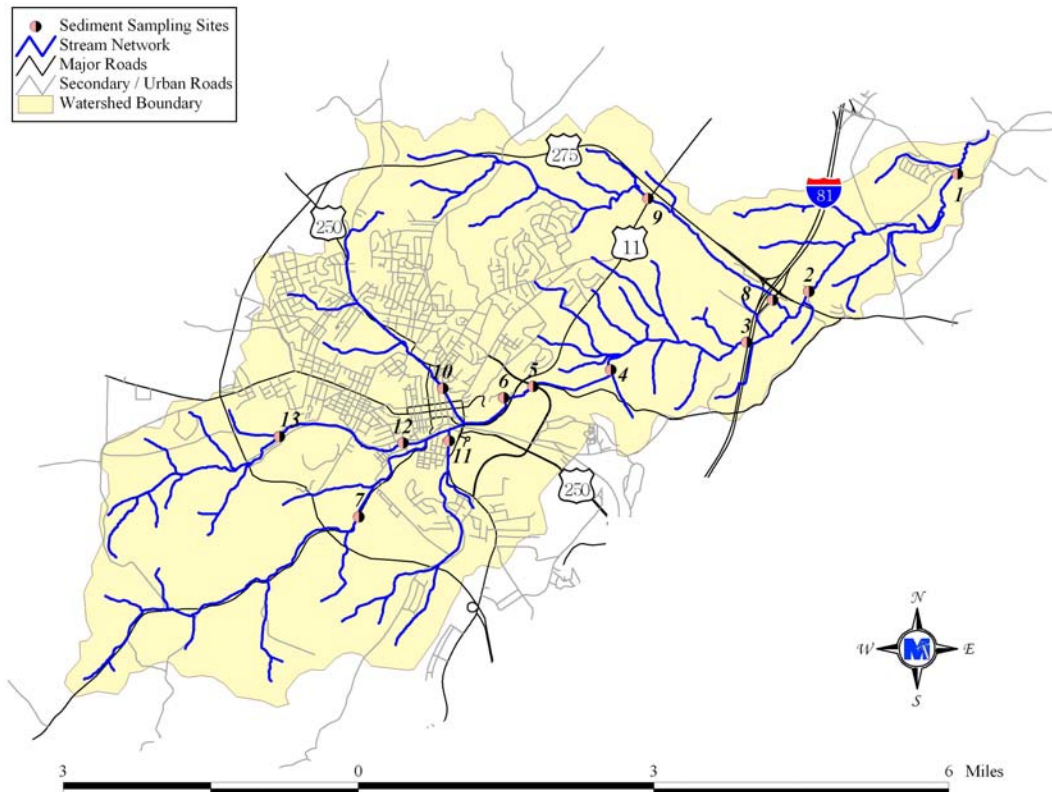 Sediment Sampling Sites
Stream Network
Major Roads
Secondary / Urban Roads
Watershed Boundary
275
81
1
250
9
11
2
8
3
10
6
5
4
13
12
11
250
7
N
W
M
E
S
3
0
3
6
Miles